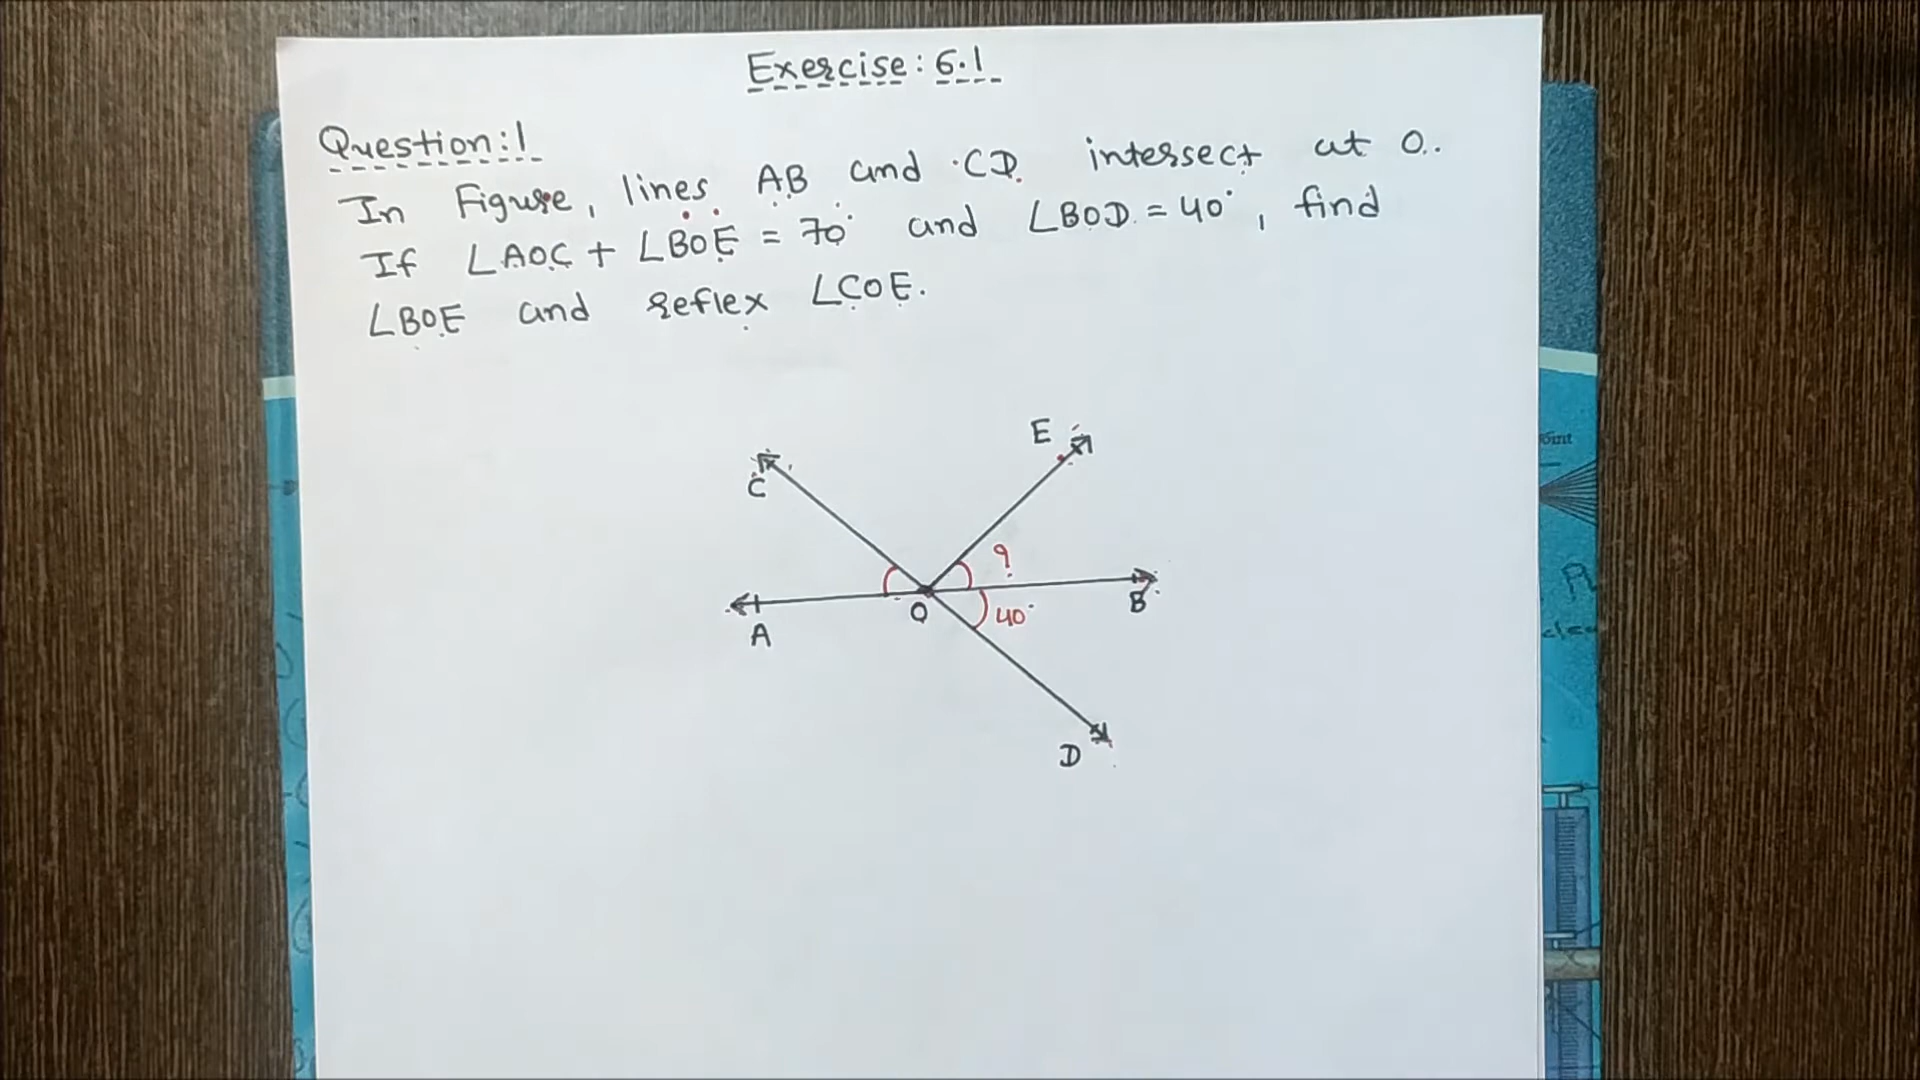 Exercise: 6.1
Question:1
In Figure, lines AB and CD intersect at O.
If ∠AOC + ∠BOE = 70° and ∠BOD = 40°, find
∠BOE and reflex ∠COE.
E
C
?
O
40°
B
A
D
oint